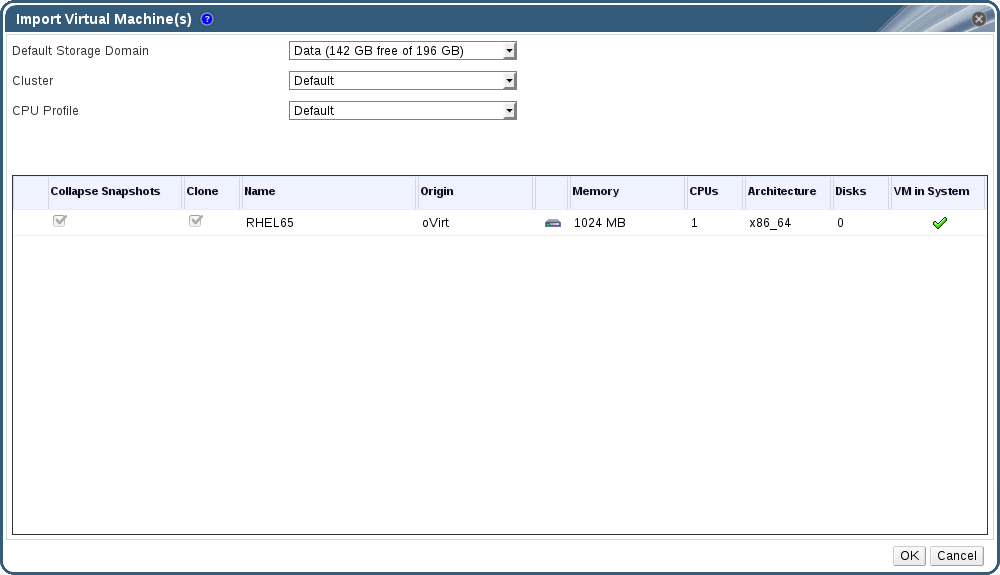 Import Virtual Machine(s) ?
Default Storage Domain Data (142 GB free of 196 GB)
Cluster Default
CPU Profile Default
Collapse Snapshots Clone Name Origin Memory CPUs Architecture Disks VM in System
RHEL65 oVirt 1024 MB 1 x86_64 0
OK Cancel